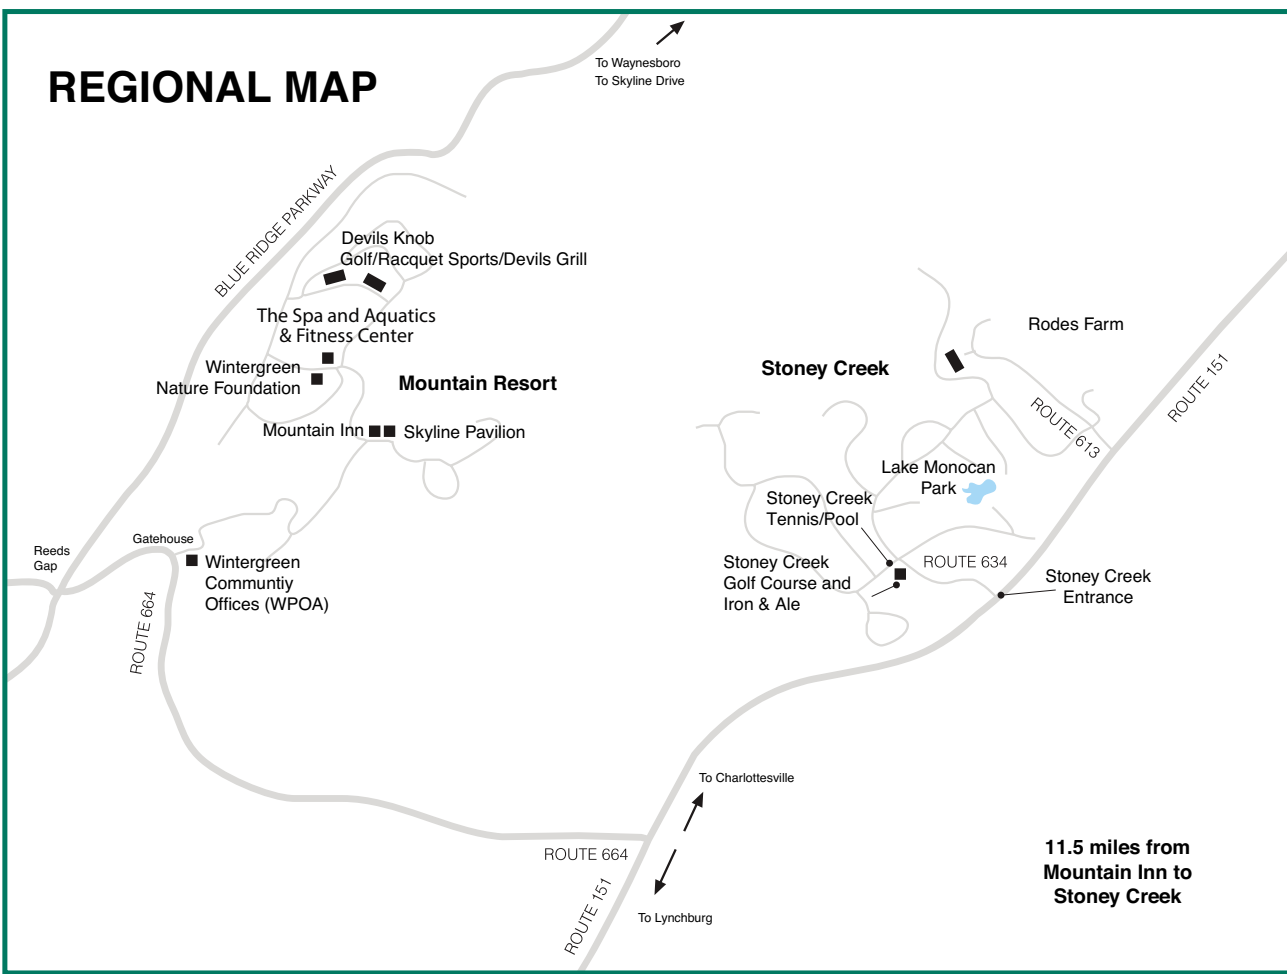 REGIONAL MAP
To Waynesboro
To Skyline Drive
BLUE RIDGE PARKWAY
Devils Knob
Golf/Racquet Sports/Devils Grill
The Spa and Aquatics
& Fitness Center
Wintergreen
Nature Foundation
Mountain Resort
Mountain Inn
Skyline Pavilion
Rodes Farm
Stoney Creek
ROUTE 151
ROUTE 613
Lake Monocan
Park
Stoney Creek
Tennis/Pool
Stoney Creek
Golf Course and
Iron & Ale
ROUTE 634
Stoney Creek
Entrance
Reeds
Gap
Gatehouse
Wintergreen
Communtiy
Offices (WPOA)
ROUTE 664
To Charlottesville
ROUTE 664
ROUTE 151
To Lynchburg
11.5 miles from
Mountain Inn to
Stoney Creek